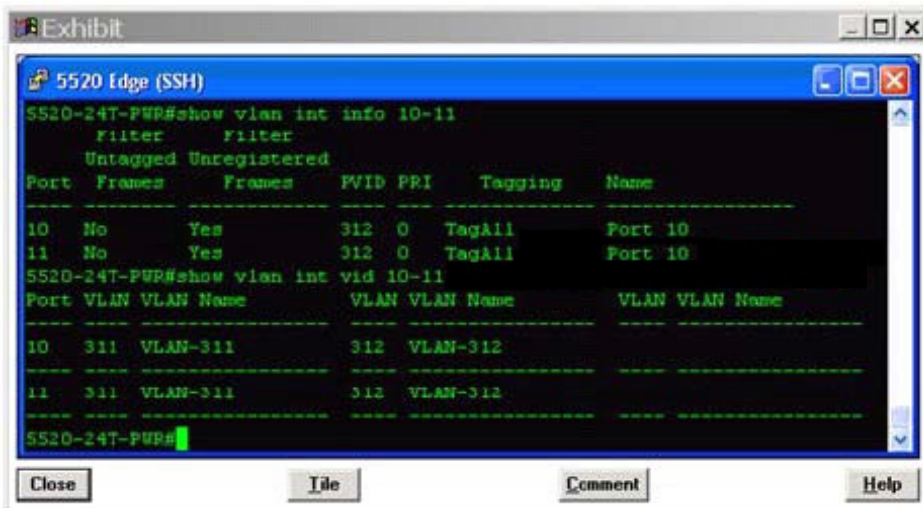 Exhibit
5520 Edge (SSH)
5520-24T-PWR#show vlan int info 10-11
Filter Filter
Untagged Unregistered
Port Frames Frames PVID PRI Tagging Name
---- -------- ------------ ---- --- ------------- ----------------
10 No Yes 312 0 TagAll Port 10
11 No Yes 312 0 TagAll Port 10
5520-24T-PWR#show vlan int vid 10-11
Port VLAN VLAN Name VLAN VLAN Name VLAN VLAN Name
---- ---- ---------------- ---- ---------------- ---- ----------------
10 311 VLAN-311 312 VLAN-312
---- ---- ---------------- ---- ---------------- ---- ----------------
11 311 VLAN-311 312 VLAN-312
---- ---- ---------------- ---- ---------------- ---- ----------------
5520-24T-PWR#
Close Tile Comment Help